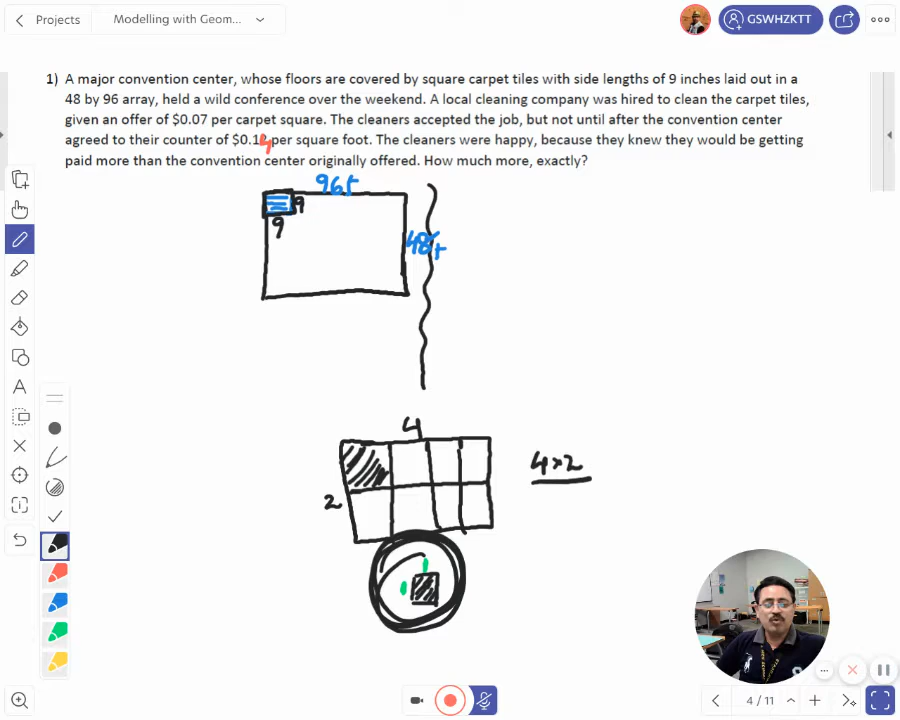 Projects
Modelling with Geom...
GSWHZKTT
1) A major convention center, whose floors are covered by square carpet tiles with side lengths of 9 inches laid out in a
48 by 96 array, held a wild conference over the weekend. A local cleaning company was hired to clean the carpet tiles,
given an offer of $0.07 per carpet square. The cleaners accepted the job, but not until after the convention center
agreed to their counter of $0.14 per square foot. The cleaners were happy, because they knew they would be getting
paid more than the convention center originally offered. How much more, exactly?
96t
9
9
48t
4
4x2
2
1
1
A
4 / 11